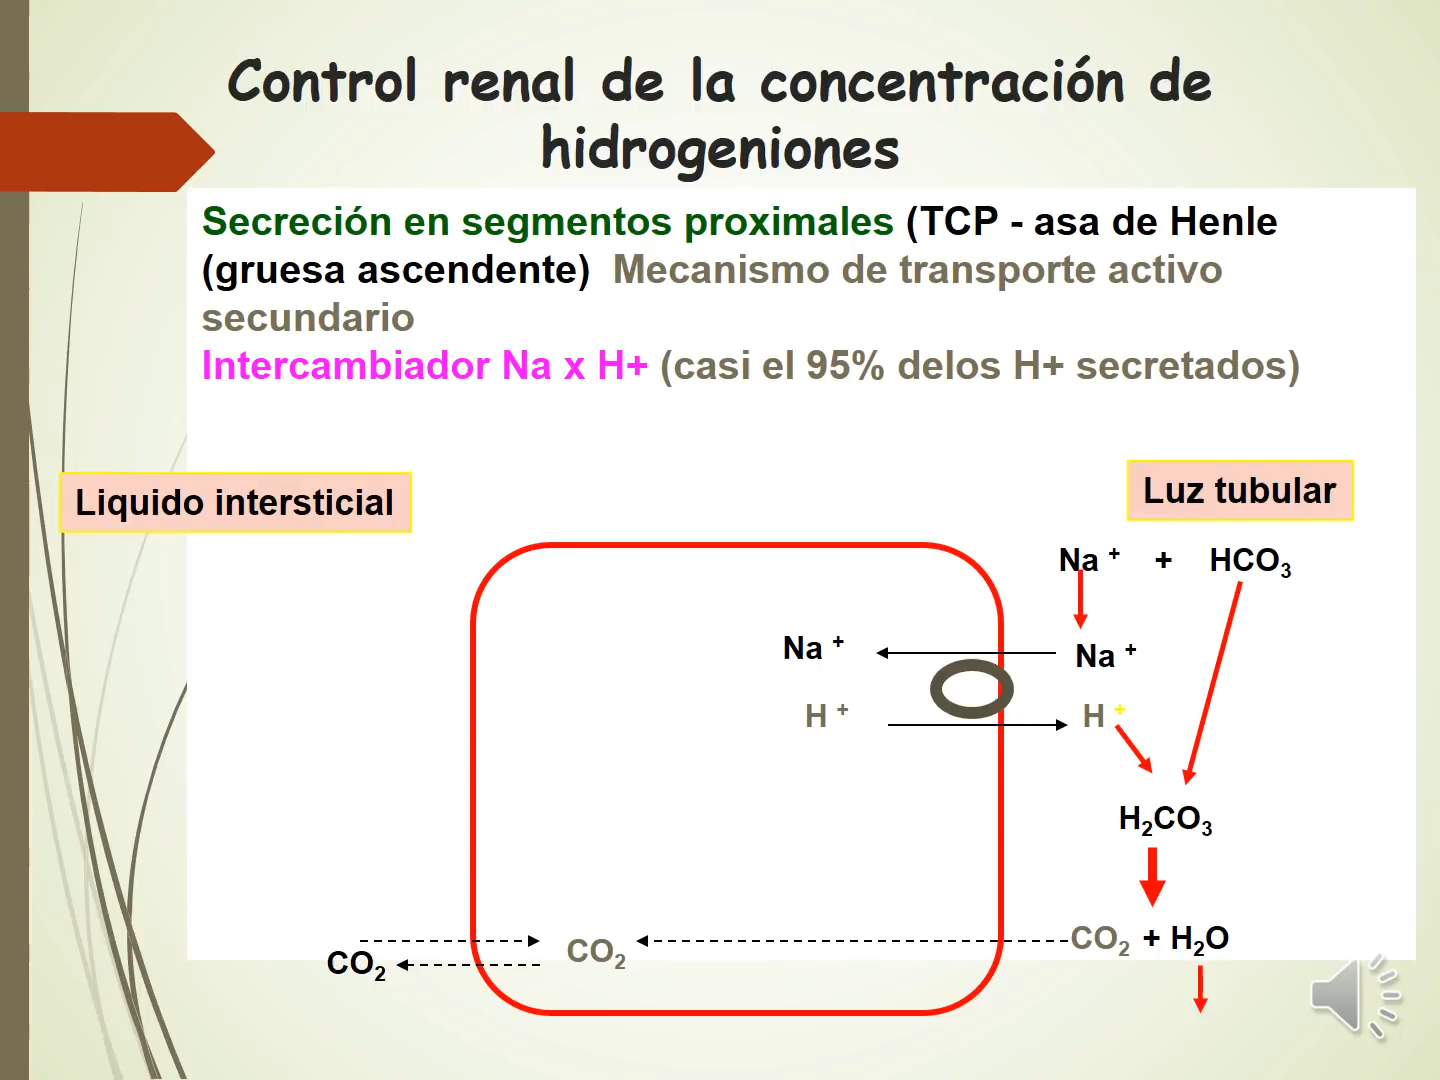 Control renal de la concentración de
hidrogeniones
Secreción en segmentos proximales (TCP - asa de Henle
(gruesa ascendente)  Mecanismo de transporte activo
secundario
Intercambiador Na x H+ (casi el 95% delos H+ secretados)
Liquido intersticial
Luz tubular
Na + + HCO3
Na + Na +
H + H +
H2CO3
CO2 CO2 CO2 + H2O